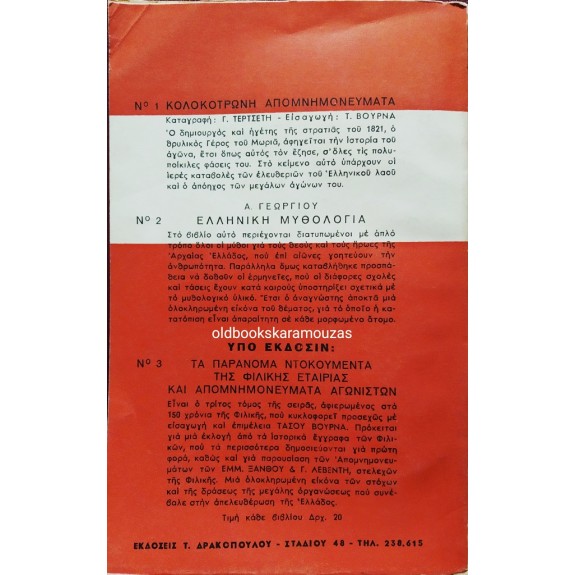 Νο 1 ΚΟΛΟΚΟΤΡΩΝΗ ΑΠΟΜΝΗΜΟΝΕΥΜΑΤΑ
Καταγραφή: Γ. ΤΕΡΤΣΕΤΗ – Εἰσαγωγή: Τ. ΒΟΥΡΝΑ
Ὁ δημιουργὸς καὶ ἡγέτης τῆς στρατιᾶς τοῦ 1821, ὁ
θρυλικὸς Γέρος τοῦ Μωριᾶ, ἀφηγεῖται τὴν ἱστορία τοῦ
ἀγώνα, ἔτσι ὅπως αὐτὸς τὸν ἔζησε, σ' ὅλες τὶς πολυ-
ποίκιλες φάσεις του. Στὸ κείμενο αὐτὸ ὑπάρχουν οἱ
ἱερὲς καταβολὲς τῶν ἐλευθεριῶν τοῦ Ἑλληνικοῦ λαοῦ
καὶ ὁ ἀπόηχος τῶν μεγάλων ἀγώνων του.
Α. ΓΕΩΡΓΙΟΥ
Νο 2 ΕΛΛΗΝΙΚΗ ΜΥΘΟΛΟΓΙΑ
Στὸ βιβλίο αὐτὸ περιέχονται διατυπωμένοι μὲ ἁπλὸ
τρόπο ὅλοι οἱ μῦθοι γιὰ τοὺς θεοὺς καὶ τοὺς ἥρωες τῆς
Ἀρχαίας Ἑλλάδος, ποὺ ἐπὶ αἰῶνες γοητεύουν τὴν
ἀνθρωπότητα. Παράλληλα ὅμως καταβλήθηκε προσπά-
θεια νὰ δοθοῦν οἱ ἑρμηνεῖες, ποὺ οἱ διάφορες σχολὲς
καὶ τάσεις ἔχουν κατὰ καιροὺς ὑποστηρίξει σχετικὰ μὲ
τὸ μυθολογικὸ ὑλικό. Ἔτσι ὁ ἀναγνώστης ἀποκτᾶ μιὰ
ὁλοκληρωμένη εἰκόνα τοῦ θέματος, γιὰ τὸ ὁποῖο ἡ κα-
τατόπιση εἶναι ἀπαραίτητη σὲ κάθε μορφωμένο ἄτομο.
oldbookskaramouzas
ΥΠΟ ΕΚΔΟΣΙΝ:
Νο 3 ΤΑ ΠΑΡΑΝΟΜΑ ΝΤΟΚΟΥΜΕΝΤΑ
ΤΗΣ ΦΙΛΙΚΗΣ ΕΤΑΙΡΙΑΣ
ΚΑΙ ΑΠΟΜΝΗΜΟΝΕΥΜΑΤΑ ΑΓΩΝΙΣΤΩΝ
Εἶναι ὁ τρίτος τόμος τῆς σειρᾶς, ἀφιερωμένος στὰ
150 χρόνια τῆς Φιλικῆς, ποὺ κυκλοφορεῖ προσεχῶς μὲ
εἰσαγωγὴ καὶ ἐπιμέλεια ΤΑΣΟΥ ΒΟΥΡΝΑ. Πρόκειται
γιὰ μιὰ ἐκλογὴ ἀπὸ τὰ Ἱστορικὰ ἔγγραφα τῶν Φιλι-
κῶν, ποὺ τὰ περισσότερα δημοσιεύονται γιὰ πρώτη
φορά, καθὼς καὶ γιὰ παρουσίαση τῶν Ἀπομνημονευ-
μάτων τῶν ΕΜΜ. ΞΑΝΘΟΥ & Γ. ΛΕΒΕΝΤΗ, στελεχῶν
τῆς Φιλικῆς. Μιὰ ὁλοκληρωμένη εἰκόνα τῶν στόχων
καὶ τῆς δράσεως τῆς μεγάλης ὀργανώσεως ποὺ συνέ-
βαλε στὴν ἀπελευθέρωση τῆς Ἑλλάδος.
Τιμὴ κάθε βιβλίου Δρχ. 20
ΕΚΔΟΣΕΙΣ Τ. ΔΡΑΚΟΠΟΥΛΟΥ – ΣΤΑΔΙΟΥ 48 – ΤΗΛ. 238.615